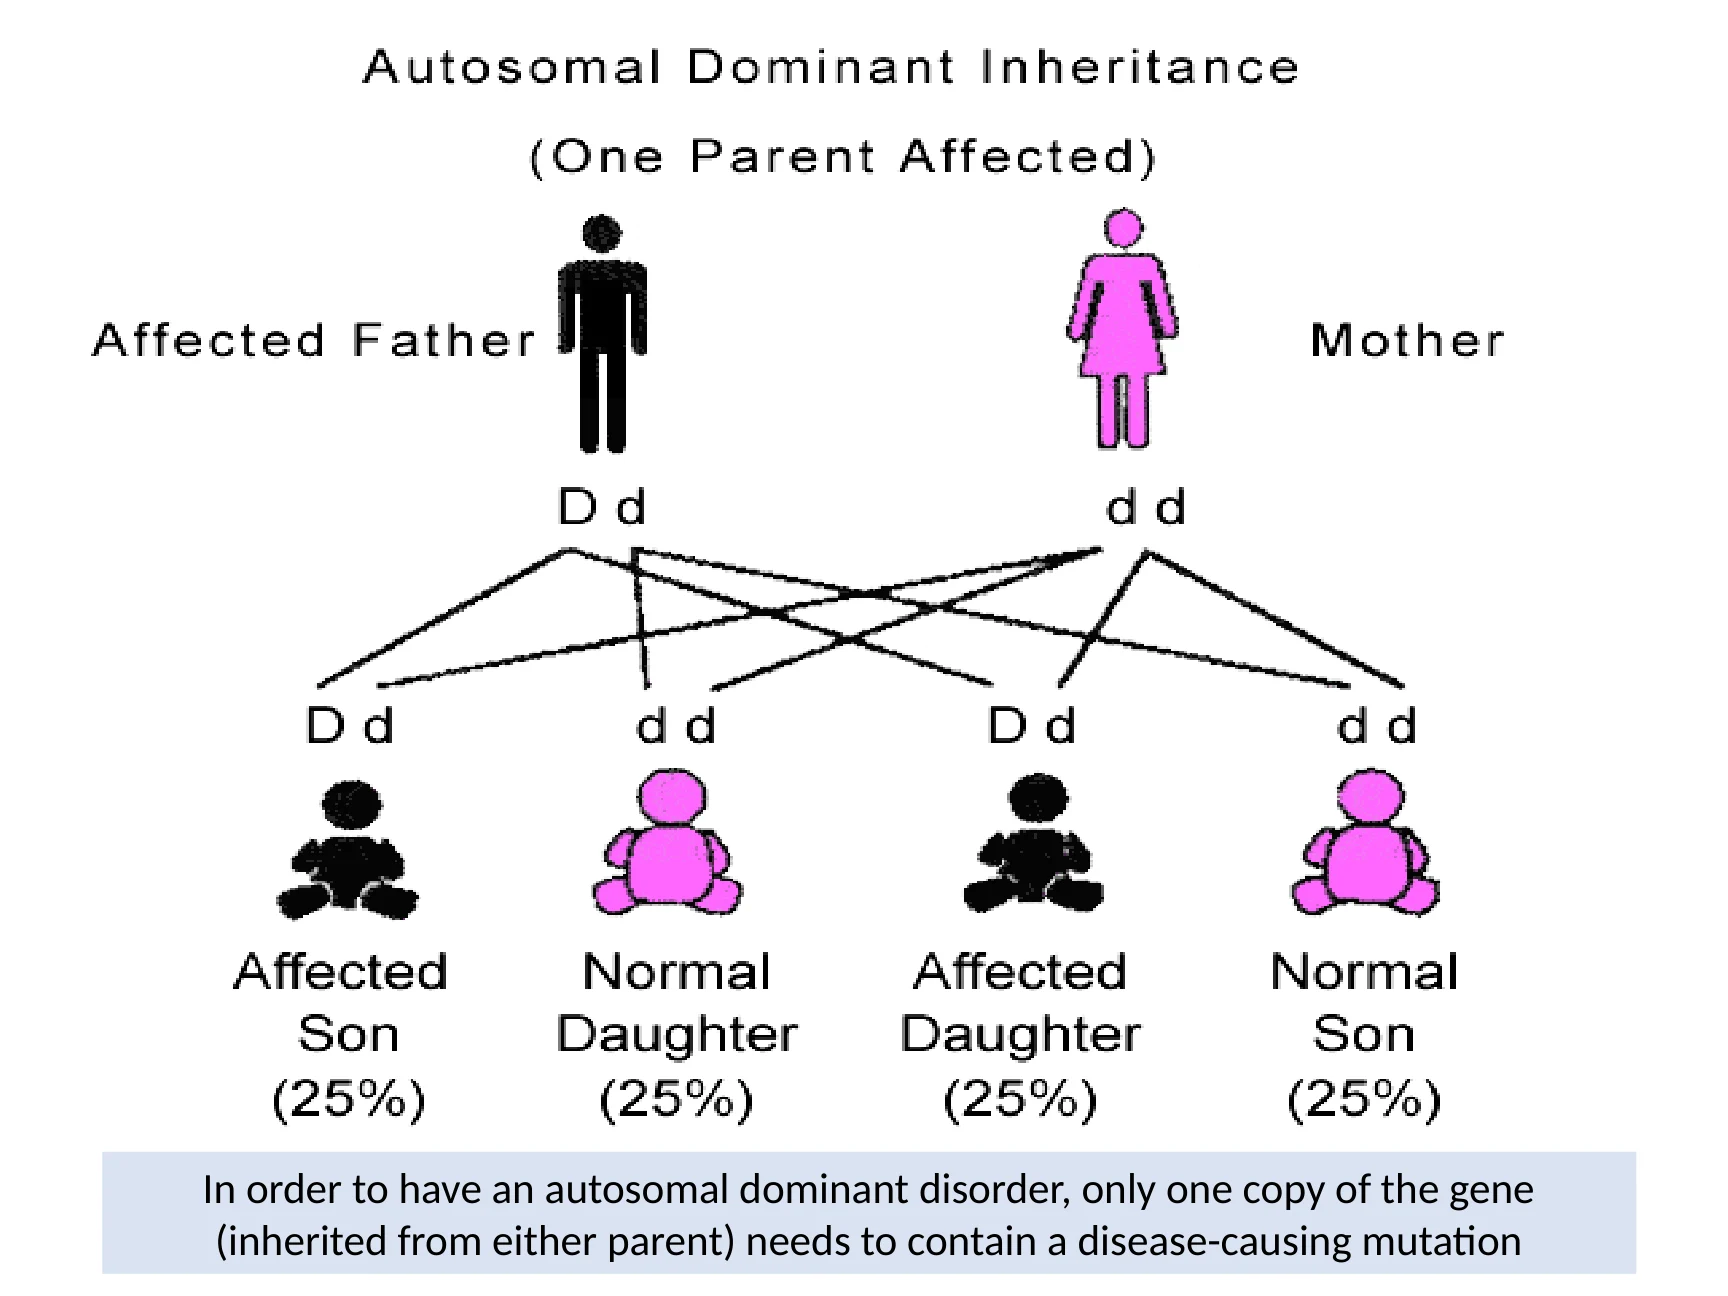 Autosomal Dominant Inheritance
(One Parent Affected)
Affected Father
Mother
D d
d d
D d
d d
D d
d d
Affected Son (25%)
Normal Daughter (25%)
Affected Daughter (25%)
Normal Son (25%)
In order to have an autosomal dominant disorder, only one copy of the gene
(inherited from either parent) needs to contain a disease-causing mutation